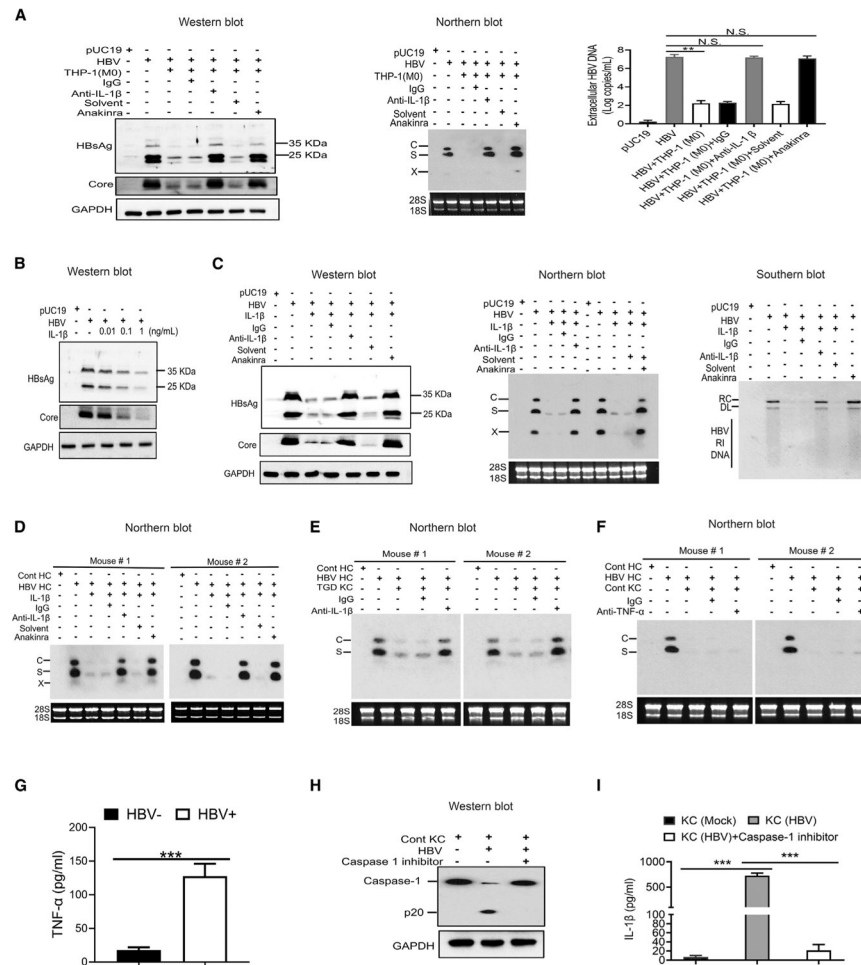 A
Western blot
pUC19 + - - - - - - -
HBV - + + + + + + +
THP-1(M0) - - + + + + +
IgG - - - + - - -
Anti-IL-1β - - - - + - -
Solvent - - - - - + -
Anakinra - - - - - - +
HBsAg
35 KDa
25 KDa
Core
GAPDH
Northern blot
pUC19
HBV
THP-1(M0)
IgG
Anti-IL-1β
Solvent
Anakinra
C
S
X
28S
18S
N.S.
N.S.
**
Extracellular HBV DNA
(Log copies/mL)
10
8
6
4
2
0
pUC19
HBV
HBV+THP-1 (M0)
HBV+THP-1 (M0)+IgG
HBV+THP-1 (M0)+Anti-IL-1 β
HBV+THP-1 (M0)+Solvent
HBV+THP-1 (M0)+Anakinra
B
Western blot
pUC19 + - - - -
HBV - + + + +
IL-1β - - 0.01 0.1 1 (ng/mL)
HBsAg
35 KDa
25 KDa
Core
GAPDH
C
Western blot
pUC19
HBV
IL-1β
IgG
Anti-IL-1β
Solvent
Anakinra
HBsAg
35 KDa
25 KDa
Core
GAPDH
Northern blot
pUC19
HBV
IL-1β
IgG
Anti-IL-1β
Solvent
Anakinra
C
S
X
28S
18S
Southern blot
pUC19
HBV
IL-1β
IgG
Anti-IL-1β
Solvent
Anakinra
RC
DL
HBV
RI
DNA
D
Northern blot
Mouse # 1
Mouse # 2
Cont HC
HBV HC
IL-1β
IgG
Anti-IL-1β
Solvent
Anakinra
C
S
X
28S
18S
E
Northern blot
Mouse # 1
Mouse # 2
Cont HC
HBV HC
TGD KC
IgG
Anti-IL-1β
C
S
28S
18S
F
Northern blot
Mouse # 1
Mouse # 2
Cont HC
HBV HC
Cont KC
IgG
Anti-TNF-α
C
S
28S
18S
G
HBV-
HBV+
TNF-α (pg/ml)
200
150
100
50
0
***
H
Western blot
Cont KC + + +
HBV - + +
Caspase 1 inhibitor - - +
Caspase-1
p20
GAPDH
I
KC (Mock)
KC (HBV)
KC (HBV)+Caspase-1 inhibitor
IL-1β (pg/ml)
1000
500
100
80
60
40
20
0
***
***